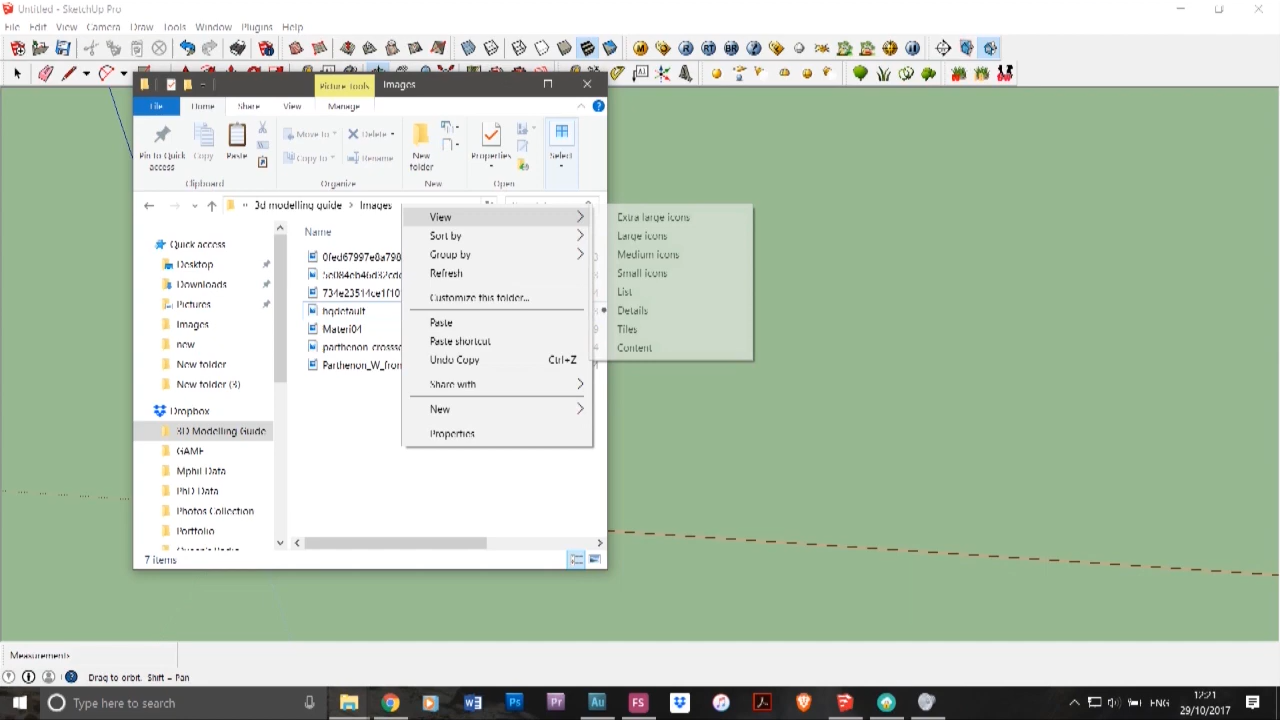 Untitled - SketchUp Pro
File Edit View Camera Draw Tools Window Plugins Help
Picture Tools Images
File Home Share View Manage
Pin to Quick access
Copy
Paste
Move to
Copy to
Delete
Rename
New folder
Properties
Select
Clipboard Organize New Open
3d modelling guide > Images
Name
Quick access
Desktop
Downloads
Pictures
Images
new
New folder
New folder (3)
Dropbox
3D Modelling Guide
GAME
Mphil Data
PhD Data
Photos Collection
Portfolio
0fed67997e8a798
hqdefault
Materi04
Parthenon_W_fron
7 items
View
Sort by
Group by
Refresh
Customize this folder...
Paste
Paste shortcut
Undo Copy Ctrl+Z
Share with
New
Properties
Extra large icons
Large icons
Medium icons
Small icons
List
Details
Tiles
Content
Measurements
Drag to orbit. Shift = Pan
Type here to search
ENG
12:21
29/10/2017